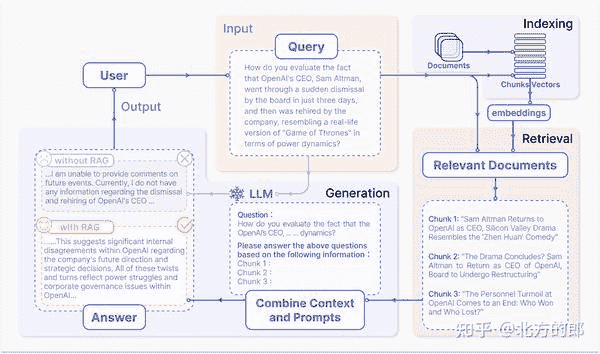 Input
Query
How do you evaluate the fact
that OpenAI's CEO, Sam Altman,
went through a sudden dismissal
by the board in just three days,
and then was rehired by the
company, resembling a real-life
version of "Game of Thrones" in
terms of power dynamics?
Indexing
Documents
Chunks Vectors
embeddings
User
Output
without RAG
...I am unable to provide comments on
future events. Currently, I do not have
any information regarding the dismissal
and rehiring of OpenAI's CEO ...
with RAG
......This suggests significant internal
disagreements within OpenAI regarding
the company's future direction and
strategic decisions. All of these twists
and turns reflect power struggles and
corporate governance issues within
OpenAI...
Answer
LLM
Generation
Question :
How do you evaluate the fact that the
OpenAI's CEO, ... ... dynamics?
Please answer the above questions
based on the following information :
Chunk 1 :
Chunk 2 :
Chunk 3 :
Combine Context
and Prompts
Retrieval
Relevant Documents
Chunk 1: "Sam Altman Returns to
OpenAI as CEO, Silicon Valley Drama
Resembles the 'Zhen Huan' Comedy"
Chunk 2: "The Drama Concludes? Sam
Altman to Return as CEO of OpenAI,
Board to Undergo Restructuring"
Chunk 3: "The Personnel Turmoil at
OpenAI Comes to an End: Who Won
and Who Lost?"
知乎 @北方的郎